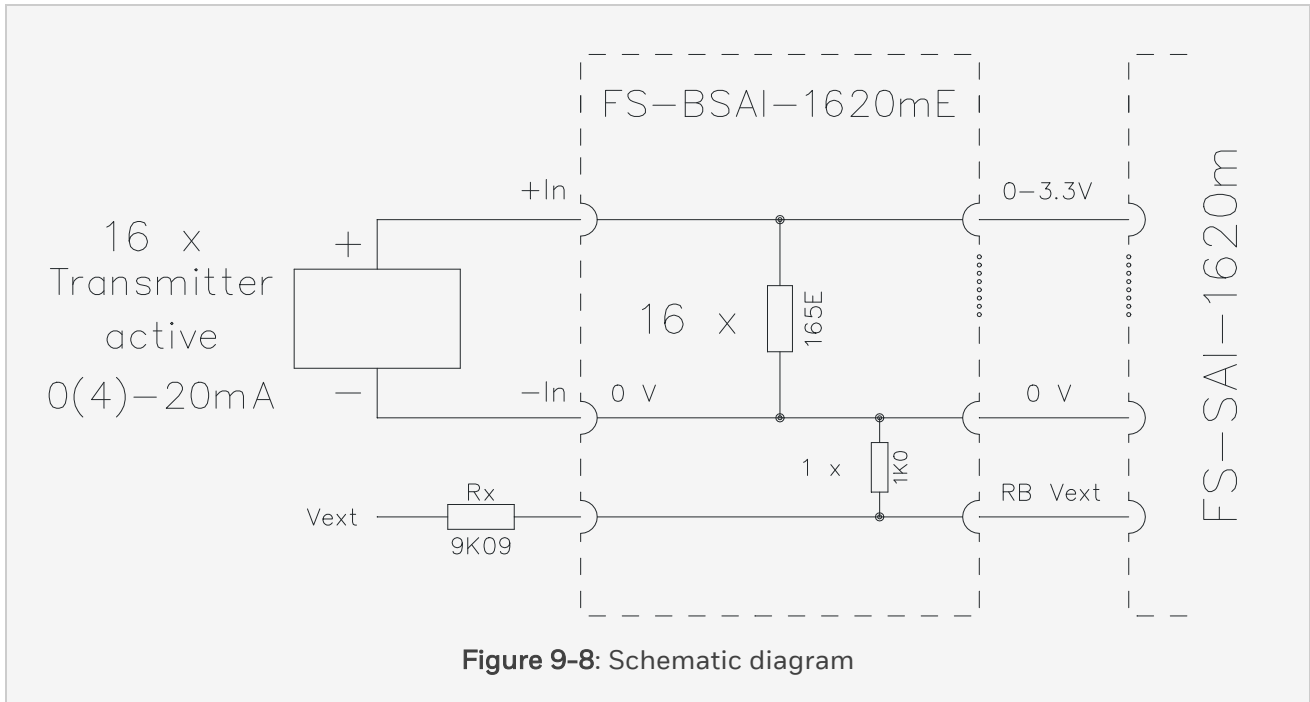 FS-BSAI-1620mE
+In
0-3.3V
16 x
Transmitter
active
0(4)-20mA
+
-
16 x
165E
-In
0 V
0 V
1 x
1K0
Vext
Rx
9K09
RB Vext
FS-SAI-1620m
Figure 9-8: Schematic diagram